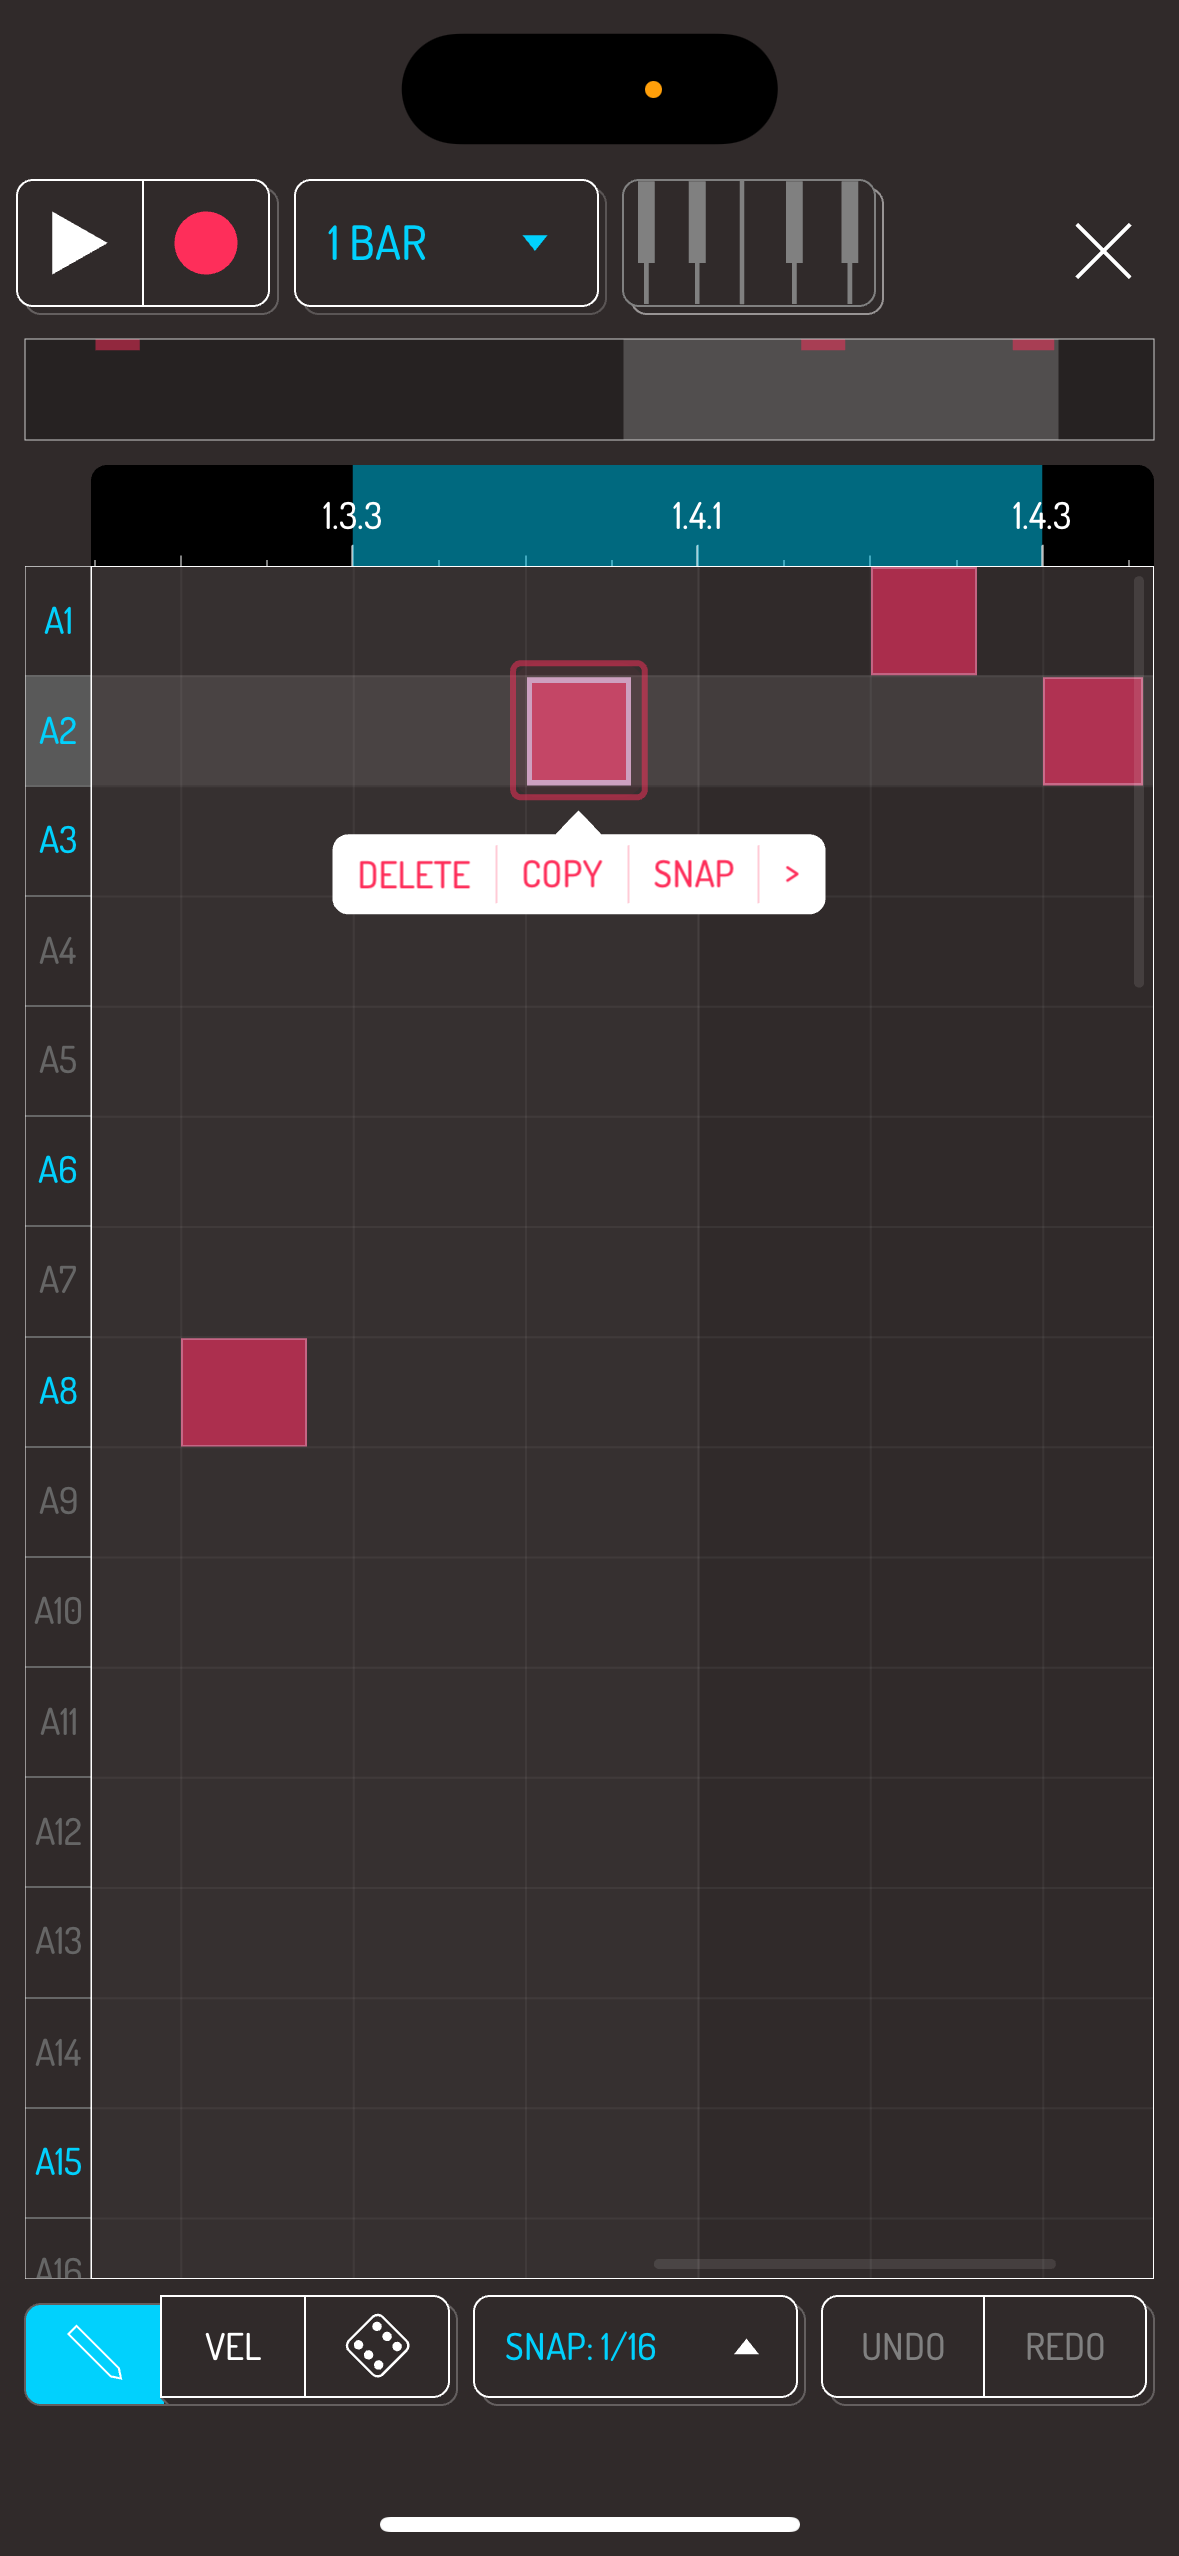 1 BAR
1.3.3 1.4.1 1.4.3
A1
A2
A3
DELETE COPY SNAP >
A4
A5
A6
A7
A8
A9
A10
A11
A12
A13
A14
A15
A16
VEL SNAP: 1/16 UNDO REDO